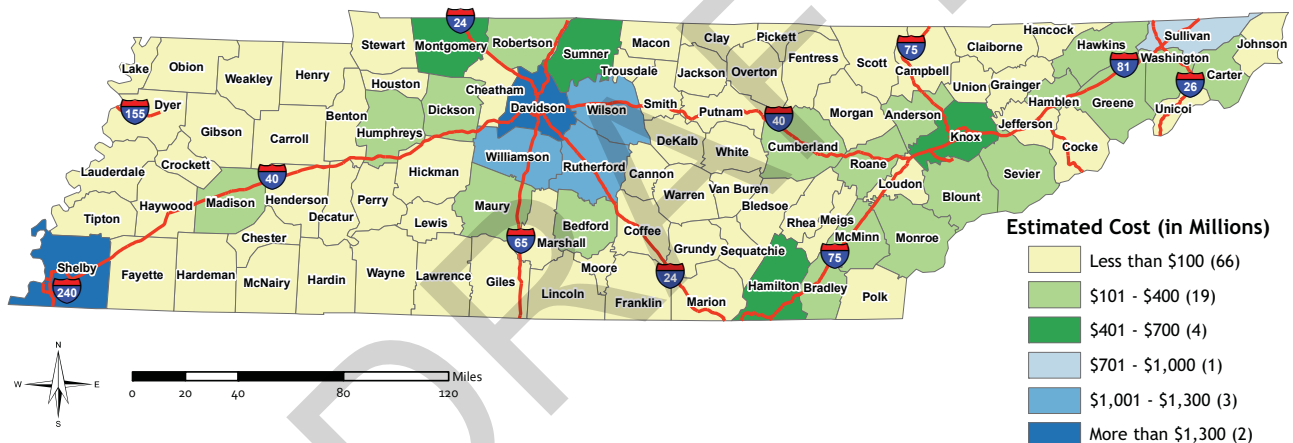 24
Stewart
Montgomery
Robertson
Sumner
Macon
Clay
Pickett
Fentress
Scott
75
Campbell
Claiborne
Hancock
Hawkins
Sullivan
Johnson
Washington
81
Carter
26
Unicoi
Greene
Lake
Obion
Weakley
Henry
Houston
Cheatham
Trousdale
Jackson
Overton
Union
Grainger
Hamblen
155
Dyer
Gibson
Carroll
Benton
Humphreys
Dickson
Davidson
Wilson
Smith
Putnam
40
Morgan
Anderson
Knox
Jefferson
Cocke
Crockett
Lauderdale
Haywood
Madison
40
Henderson
Decatur
Perry
Hickman
Williamson
Rutherford
Cannon
DeKalb
White
Cumberland
Roane
Loudon
Blount
Sevier
Tipton
Chester
Lewis
Maury
Bedford
Warren
Van Buren
Bledsoe
Rhea
Meigs
McMinn
Monroe
Shelby
240
Fayette
Hardeman
McNairy
Hardin
Wayne
Lawrence
Giles
65
Marshall
Lincoln
Moore
Coffee
Franklin
24
Grundy
Sequatchie
Marion
Hamilton
75
Bradley
Polk
Estimated Cost (in Millions)
Less than $100 (66)
$101 - $400 (19)
$401 - $700 (4)
$701 - $1,000 (1)
$1,001 - $1,300 (3)
More than $1,300 (2)
N
W E
S
Miles
0 20 40 80 120